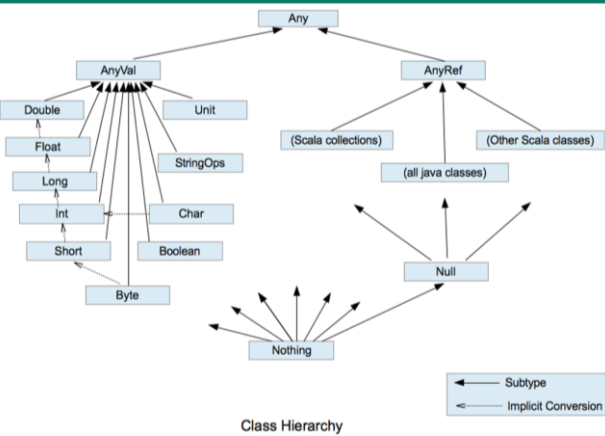 Any
AnyVal
AnyRef
Double
Unit
Float
(Scala collections)
(Other Scala classes)
StringOps
Long
(all java classes)
Int
Char
Short
Boolean
Null
Byte
Nothing
Subtype
Implicit Conversion
Class Hierarchy